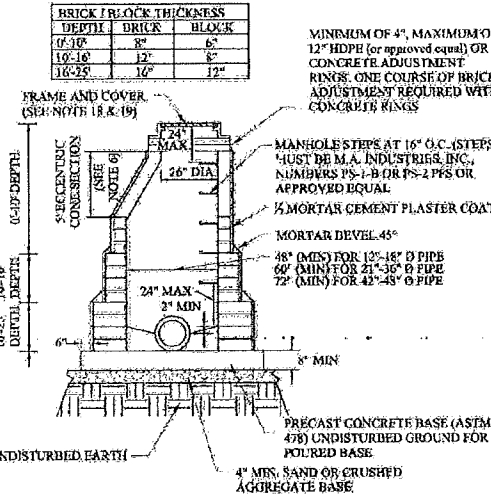 BRICK / BLOCK THICKNESS
DEPTH BRICK BLOCK
0'-10' 8" 6"
10'-16' 12" 8"
16'-25' 16" 12"
MINIMUM OF 4", MAXIMUM O
12" HDPE (or approved equal) OR
CONCRETE ADJUSTMENT
RINGS. ONE COURSE OF BRICK
ADJUSTMENT REQUIRED WIT
CONCRETE RINGS
FRAME AND COVER
(SEE NOTE 18 & 19)
24"
MAX
26" DIA
MANHOLE STEPS AT 16" O.C. (STEPS
MUST BE M.A. INDUSTRIES, INC.,
NUMBERS PS-1-B OR PS-2 PFS OR
APPROVED EQUAL
5' ECCENTRIC
CONE SECTION
(SEE
NOTE 6)
0'-10' DEPTH
½ MORTAR CEMENT PLASTER COAT
MORTAR BEVEL 45°
48" (MIN) FOR 12"-18" Ø PIPE
60" (MIN) FOR 21"-36" Ø PIPE
72" (MIN) FOR 42"-48" Ø PIPE
DEPTH
DEPTH
24" MAX
2" MIN
6"
8" MIN
PRECAST CONCRETE BASE (ASTM
478) UNDISTURBED GROUND FOR
POURED BASE
NDISTURBED EARTH
4" MIN. SAND OR CRUSHED
AGGREGATE BASE